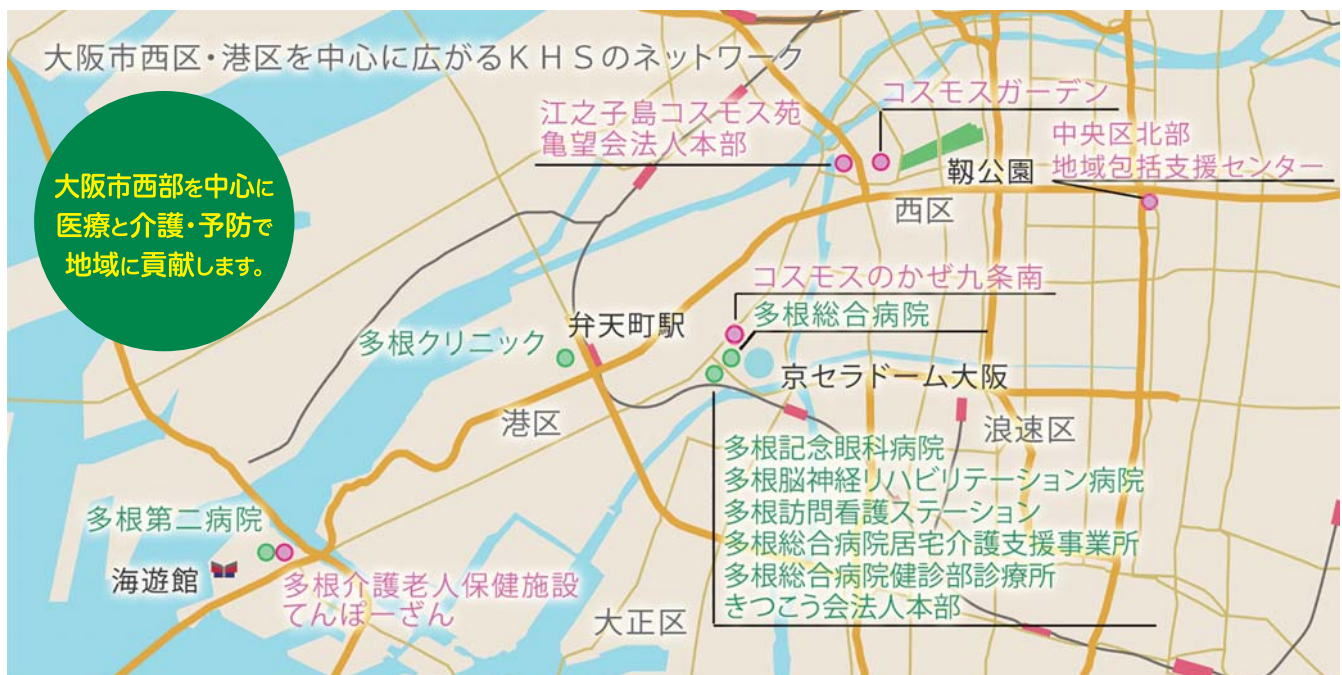 大阪市西区・港区を中心に広がるKHSのネットワーク
大阪市西部を中心に
医療と介護・予防で
地域に貢献します。
江之子島コスモス苑
亀望会法人本部
コスモスガーデン
中央区北部
地域包括支援センター
靱公園
西区
コスモスのかぜ九条南
多根総合病院
弁天町駅
多根クリニック
京セラドーム大阪
港区
浪速区
多根記念眼科病院
多根脳神経リハビリテーション病院
多根訪問看護ステーション
多根総合病院居宅介護支援事業所
多根総合病院健診部診療所
きつこう会法人本部
多根第二病院
海遊館
多根介護老人保健施設
てんぽーざん
大正区